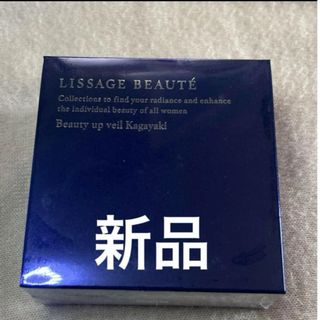 LISSAGE BEAUTÉ
Collections to find your radiance and enhance
the individual beauty of all women
Beauty up veil Kagayaki
新品